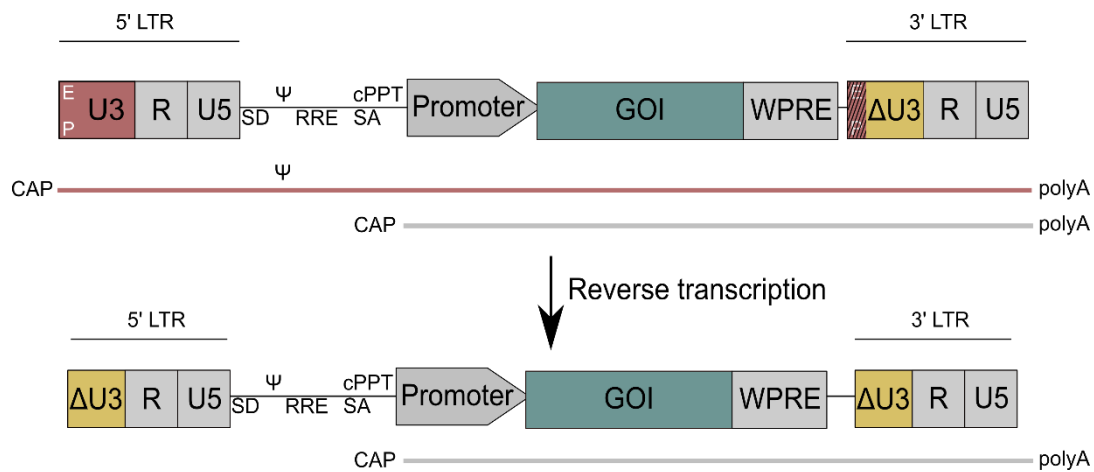 5' LTR 3' LTR
E
P
U3 R U5 SD Ψ RRE cPPT SA Promoter GOI WPRE ΔU3 R U5
Ψ
CAP polyA
CAP polyA
Reverse transcription
5' LTR 3' LTR
ΔU3 R U5 SD Ψ RRE cPPT SA Promoter GOI WPRE ΔU3 R U5
CAP polyA